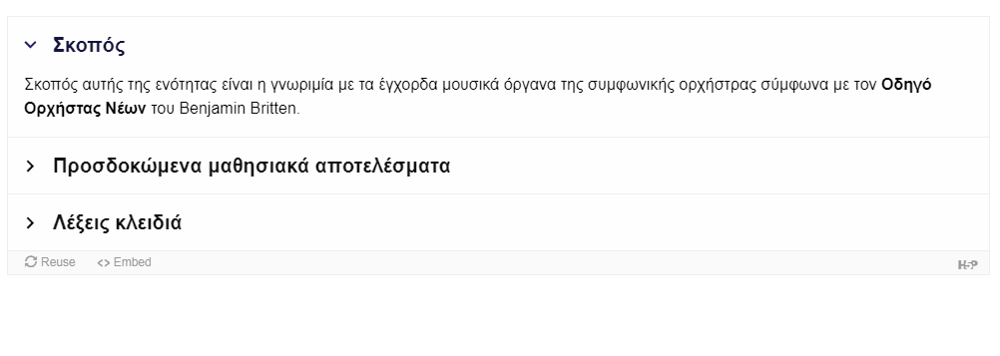 Σκοπός
Σκοπός αυτής της ενότητας είναι η γνωριμία με τα έγχορδα μουσικά όργανα της συμφωνικής ορχήστρας σύμφωνα με τον Οδηγό
Ορχήστας Νέων του Benjamin Britten.
Προσδοκώμενα μαθησιακά αποτελέσματα
Λέξεις κλειδιά
Reuse <> Embed
H5P